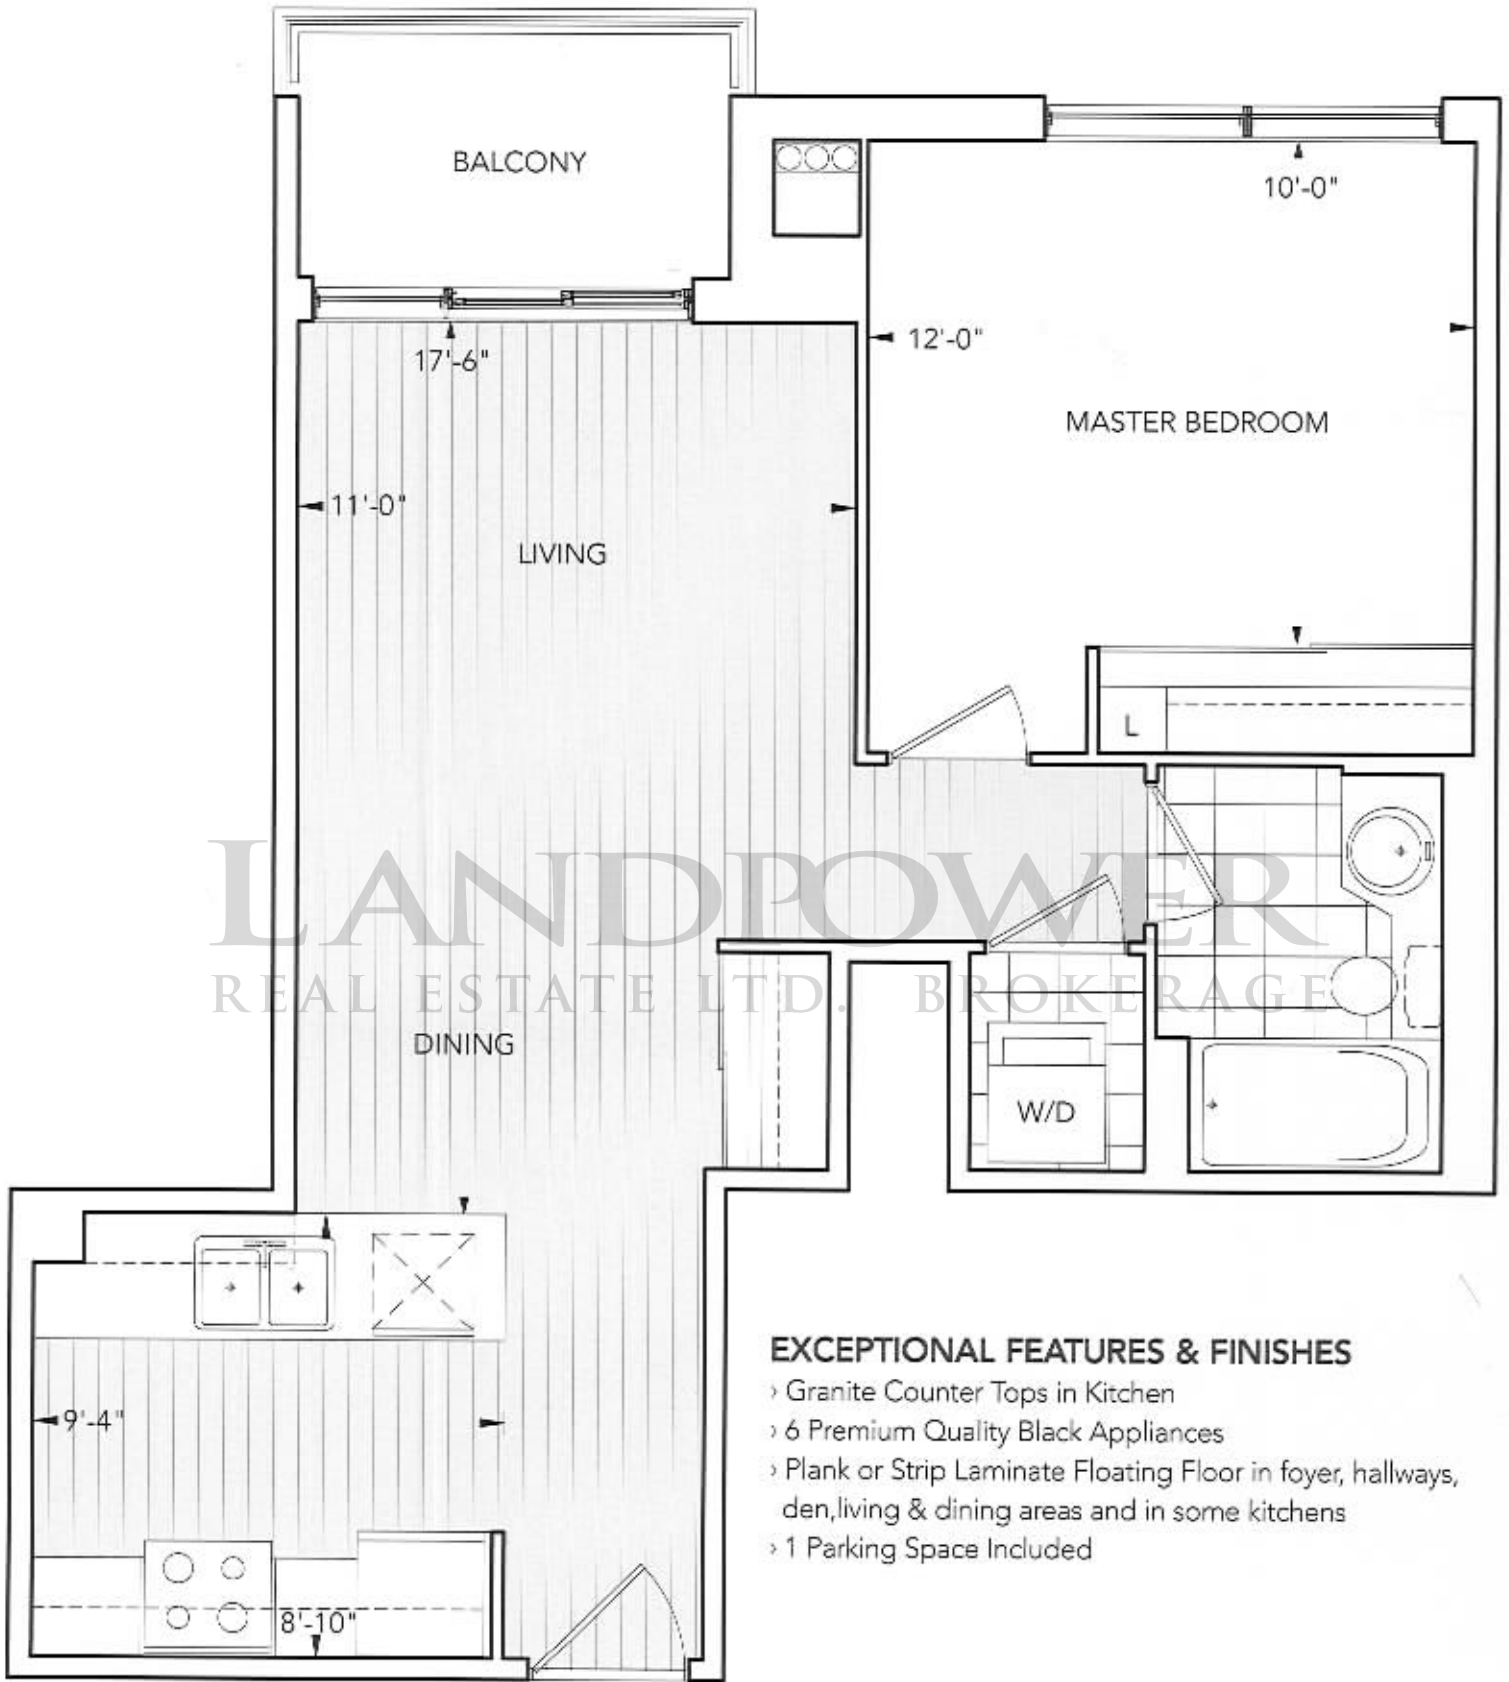 BALCONY
10'-0"
17'-6"
12'-0"
MASTER BEDROOM
11'-0"
LIVING
L
LANDPOWER
REAL ESTATE LTD. BROKERAGE
DINING
W/D
EXCEPTIONAL FEATURES & FINISHES
› Granite Counter Tops in Kitchen
9'-4"
› 6 Premium Quality Black Appliances
› Plank or Strip Laminate Floating Floor in foyer, hallways,
den,living & dining areas and in some kitchens
› 1 Parking Space Included
8'-10"